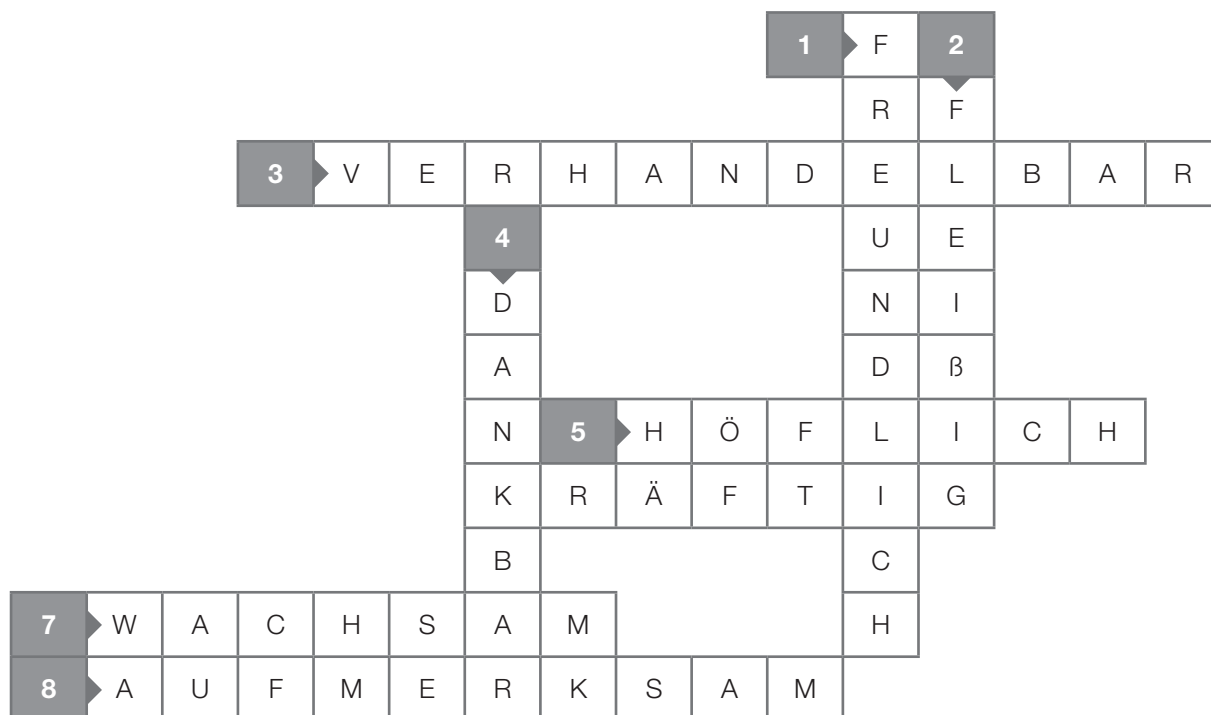 1 F 2
R F
3 V E R H A N D E L B A R
4 U E
D N I
A D ß
N 5 H Ö F L I C H
K R Ä F T I G
B C
7 W A C H S A M H
8 A U F M E R K S A M